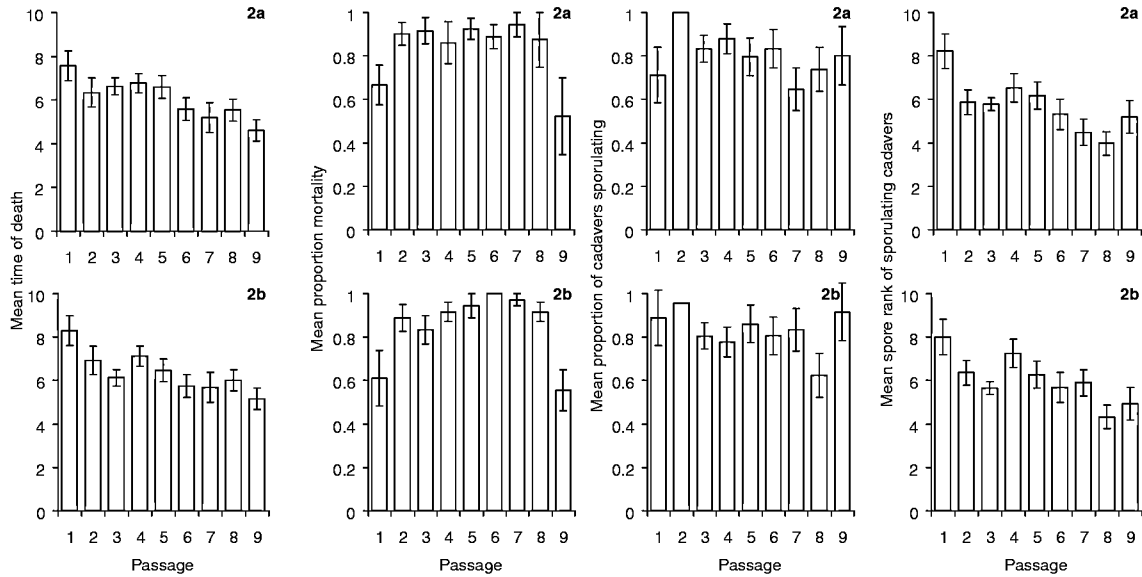 2a
10
8
6
4
2
0
1 2 3 4 5 6 7 8 9
2a
1
0.8
0.6
0.4
0.2
0
1 2 3 4 5 6 7 8 9
2a
1
0.8
0.6
0.4
0.2
0
1 2 3 4 5 6 7 8 9
2a
10
8
6
4
2
0
1 2 3 4 5 6 7 8 9
Mean time of death
Mean proportion mortality
Mean proportion of cadavers sporulating
Mean spore rank of sporulating cadavers
2b
10
8
6
4
2
0
1 2 3 4 5 6 7 8 9
Passage
2b
1
0.8
0.6
0.4
0.2
0
1 2 3 4 5 6 7 8 9
Passage
2b
1
0.8
0.6
0.4
0.2
0
1 2 3 4 5 6 7 8 9
Passage
2b
10
8
6
4
2
0
1 2 3 4 5 6 7 8 9
Passage